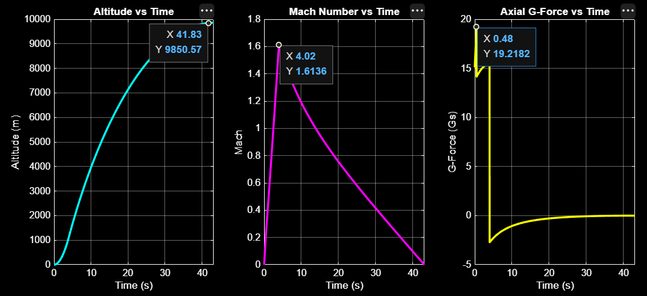 Altitude vs Time
X 41.83
Y 9850.57
10000
9000
8000
7000
6000
5000
4000
3000
2000
1000
0
0 10 20 30 40
Altitude (m)
Time (s)
Mach Number vs Time
X 4.02
Y 1.6136
1.8
1.6
1.4
1.2
1
0.8
0.6
0.4
0.2
0
0 10 20 30 40
Mach
Time (s)
Axial G-Force vs Time
X 0.48
Y 19.2182
20
15
10
5
0
-5
0 10 20 30 40
G-Force (Gs)
Time (s)